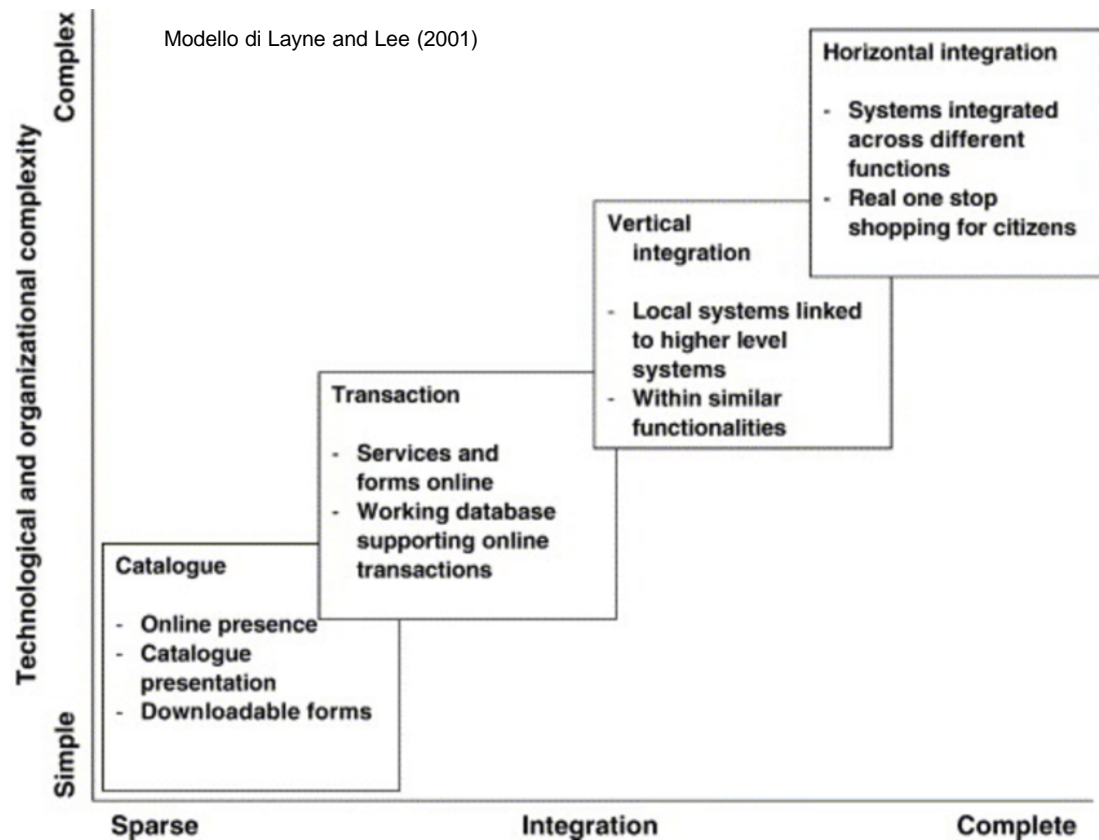 Modello di Layne and Lee (2001)
Technological and organizational complexity
Complex
Simple
Horizontal integration
- Systems integrated
across different
functions
- Real one stop
shopping for citizens
Vertical
integration
- Local systems linked
to higher level
systems
- Within similar
functionalities
Transaction
- Services and
forms online
- Working database
supporting online
transactions
Catalogue
- Online presence
- Catalogue
presentation
- Downloadable forms
Sparse
Integration
Complete